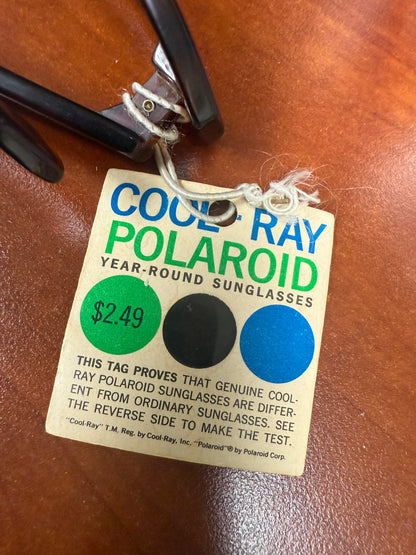 COOL-RAY
POLAROID
YEAR-ROUND SUNGLASSES
$2.49
THIS TAG PROVES THAT GENUINE COOL-
RAY POLAROID SUNGLASSES ARE DIFFER-
ENT FROM ORDINARY SUNGLASSES. SEE
THE REVERSE SIDE TO MAKE THE TEST.
"Cool-Ray" T.M. Reg. by Cool-Ray, Inc. "Polaroid"® by Polaroid Corp.